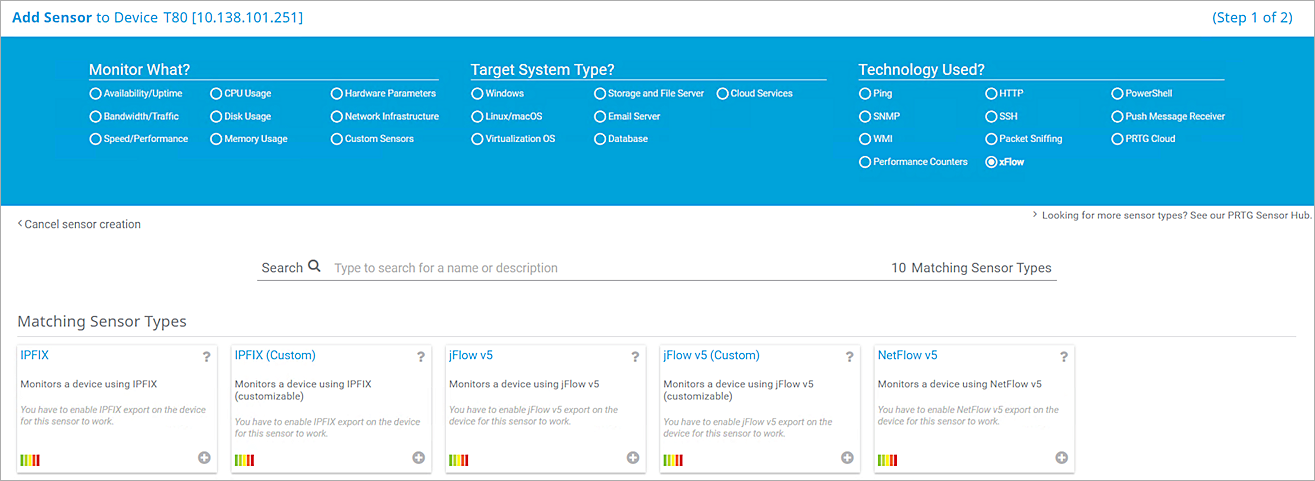 Add Sensor to Device T80 [10.138.101.251]
(Step 1 of 2)
Monitor What?
Availability/Uptime
CPU Usage
Hardware Parameters
Bandwidth/Traffic
Disk Usage
Network Infrastructure
Speed/Performance
Memory Usage
Custom Sensors
Target System Type?
Windows
Storage and File Server
Cloud Services
Linux/macOS
Email Server
Virtualization OS
Database
Technology Used?
Ping
HTTP
PowerShell
SNMP
SSH
Push Message Receiver
WMI
Packet Sniffing
PRTG Cloud
Performance Counters
xFlow
Cancel sensor creation
Looking for more sensor types? See our PRTG Sensor Hub.
Search
Type to search for a name or description
10 Matching Sensor Types
Matching Sensor Types
IPFIX
?
Monitors a device using IPFIX
You have to enable IPFIX export on the device
for this sensor to work.
IPFIX (Custom)
?
Monitors a device using IPFIX
(customizable)
You have to enable IPFIX export on the device
for this sensor to work.
jFlow v5
?
Monitors a device using jFlow v5
You have to enable jFlow v5 export on the
device for this sensor to work.
jFlow v5 (Custom)
?
Monitors a device using jFlow v5
(customizable)
You have to enable jFlow v5 export on the
device for this sensor to work.
NetFlow v5
?
Monitors a device using NetFlow v5
You have to enable NetFlow v5 export on the
device for this sensor to work.